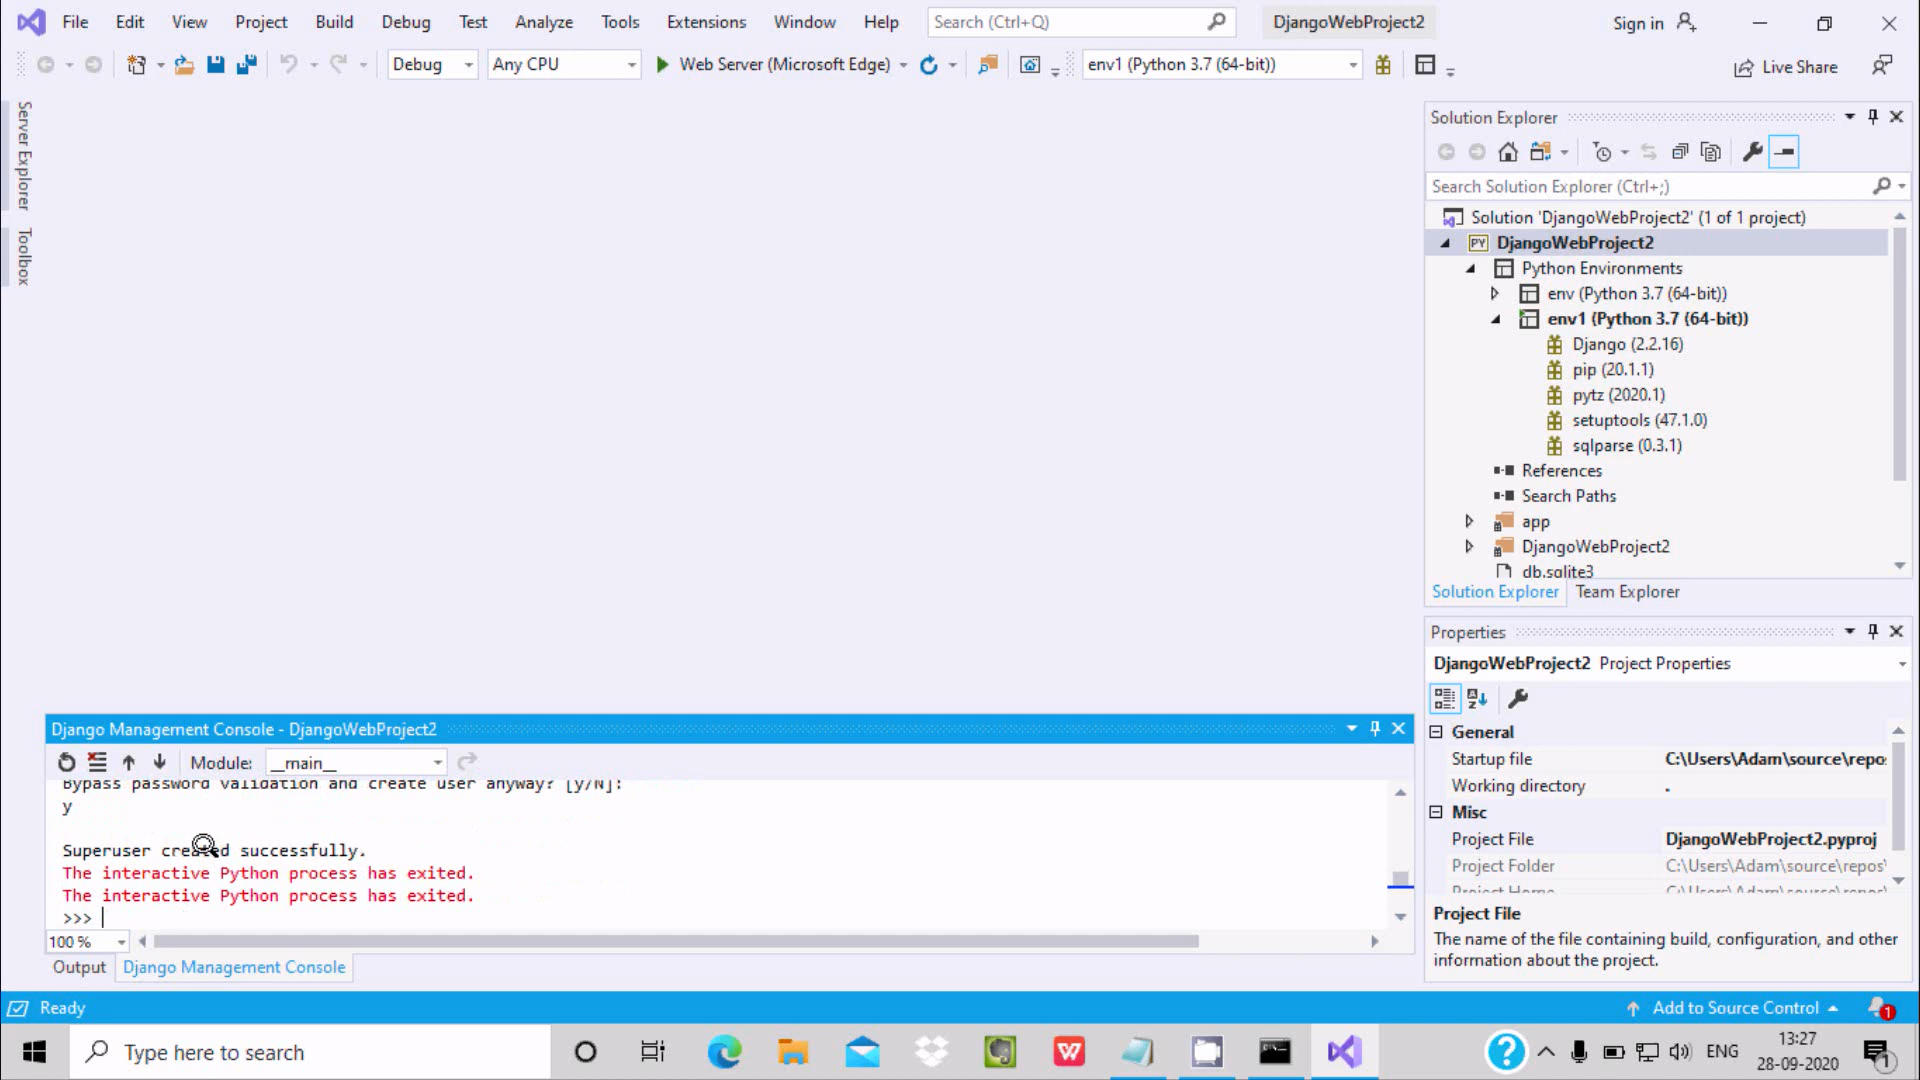 File Edit View Project Build Debug Test Analyze Tools Extensions Window Help Search (Ctrl+Q) DjangoWebProject2 Sign in
Debug Any CPU Web Server (Microsoft Edge) env1 (Python 3.7 (64-bit)) Live Share
Server Explorer
Toolbox
Solution Explorer
Search Solution Explorer (Ctrl+;)
Solution 'DjangoWebProject2' (1 of 1 project)
PY DjangoWebProject2
Python Environments
env (Python 3.7 (64-bit))
env1 (Python 3.7 (64-bit))
Django (2.2.16)
pip (20.1.1)
pytz (2020.1)
setuptools (47.1.0)
sqlparse (0.3.1)
References
Search Paths
app
DjangoWebProject2
db.sqlite3
Solution Explorer Team Explorer
Properties
DjangoWebProject2 Project Properties
General
Startup file C:\Users\Adam\source\repo
Working directory .
Misc
Project File DjangoWebProject2.pyproj
Project Folder C:\Users\Adam\source\repos\
Project Home C:\Users\Adam\source\repos\
Project File
The name of the file containing build, configuration, and other
information about the project.
Django Management Console - DjangoWebProject2
Module: __main__
Bypass password validation and create user anyway? [y/N]:
y
Superuser created successfully.
The interactive Python process has exited.
The interactive Python process has exited.
>>>
100 %
Output Django Management Console
Ready Add to Source Control 1
Type here to search ENG 13:27
28-09-2020 1